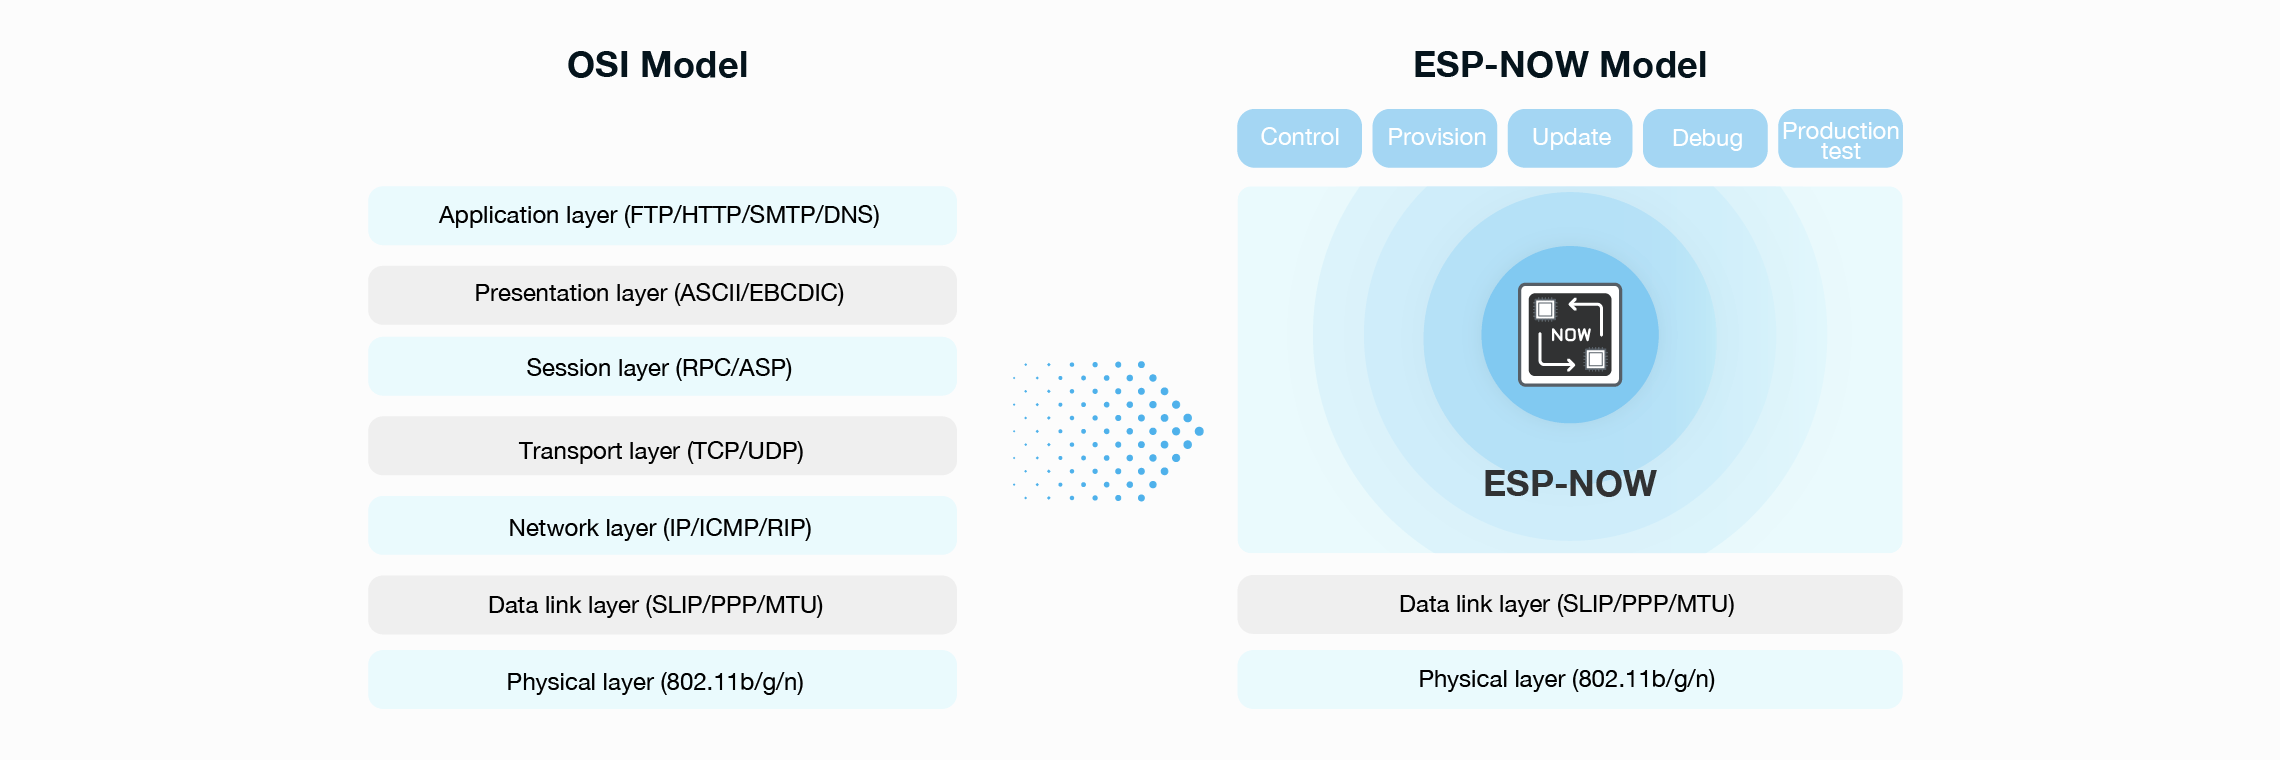 OSI Model
Application layer (FTP/HTTP/SMTP/DNS)
Presentation layer (ASCII/EBCDIC)
Session layer (RPC/ASP)
Transport layer (TCP/UDP)
Network layer (IP/ICMP/RIP)
Data link layer (SLIP/PPP/MTU)
Physical layer (802.11b/g/n)
ESP-NOW Model
Control
Provision
Update
Debug
Production
test
NOW
ESP-NOW
Data link layer (SLIP/PPP/MTU)
Physical layer (802.11b/g/n)